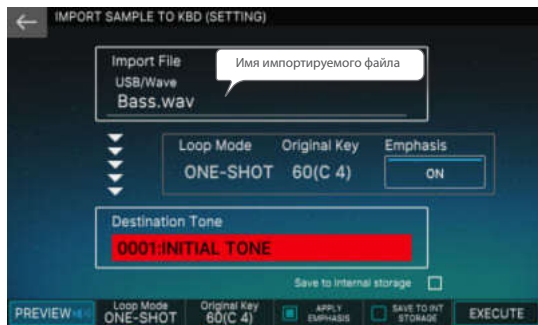 IMPORT SAMPLE TO KBD (SETTING)
Import File
Имя импортируемого файла
USB/Wave
Bass.wav
Loop Mode Original Key Emphasis
ONE-SHOT 60(C 4) ON
Destination Tone
0001:INITIAL TONE
Save to Internal storage
PREVIEW
Loop Mode
ONE-SHOT
Original Key
60(C 4)
APPLY
EMPHASIS
SAVE TO INT
STORAGE
EXECUTE